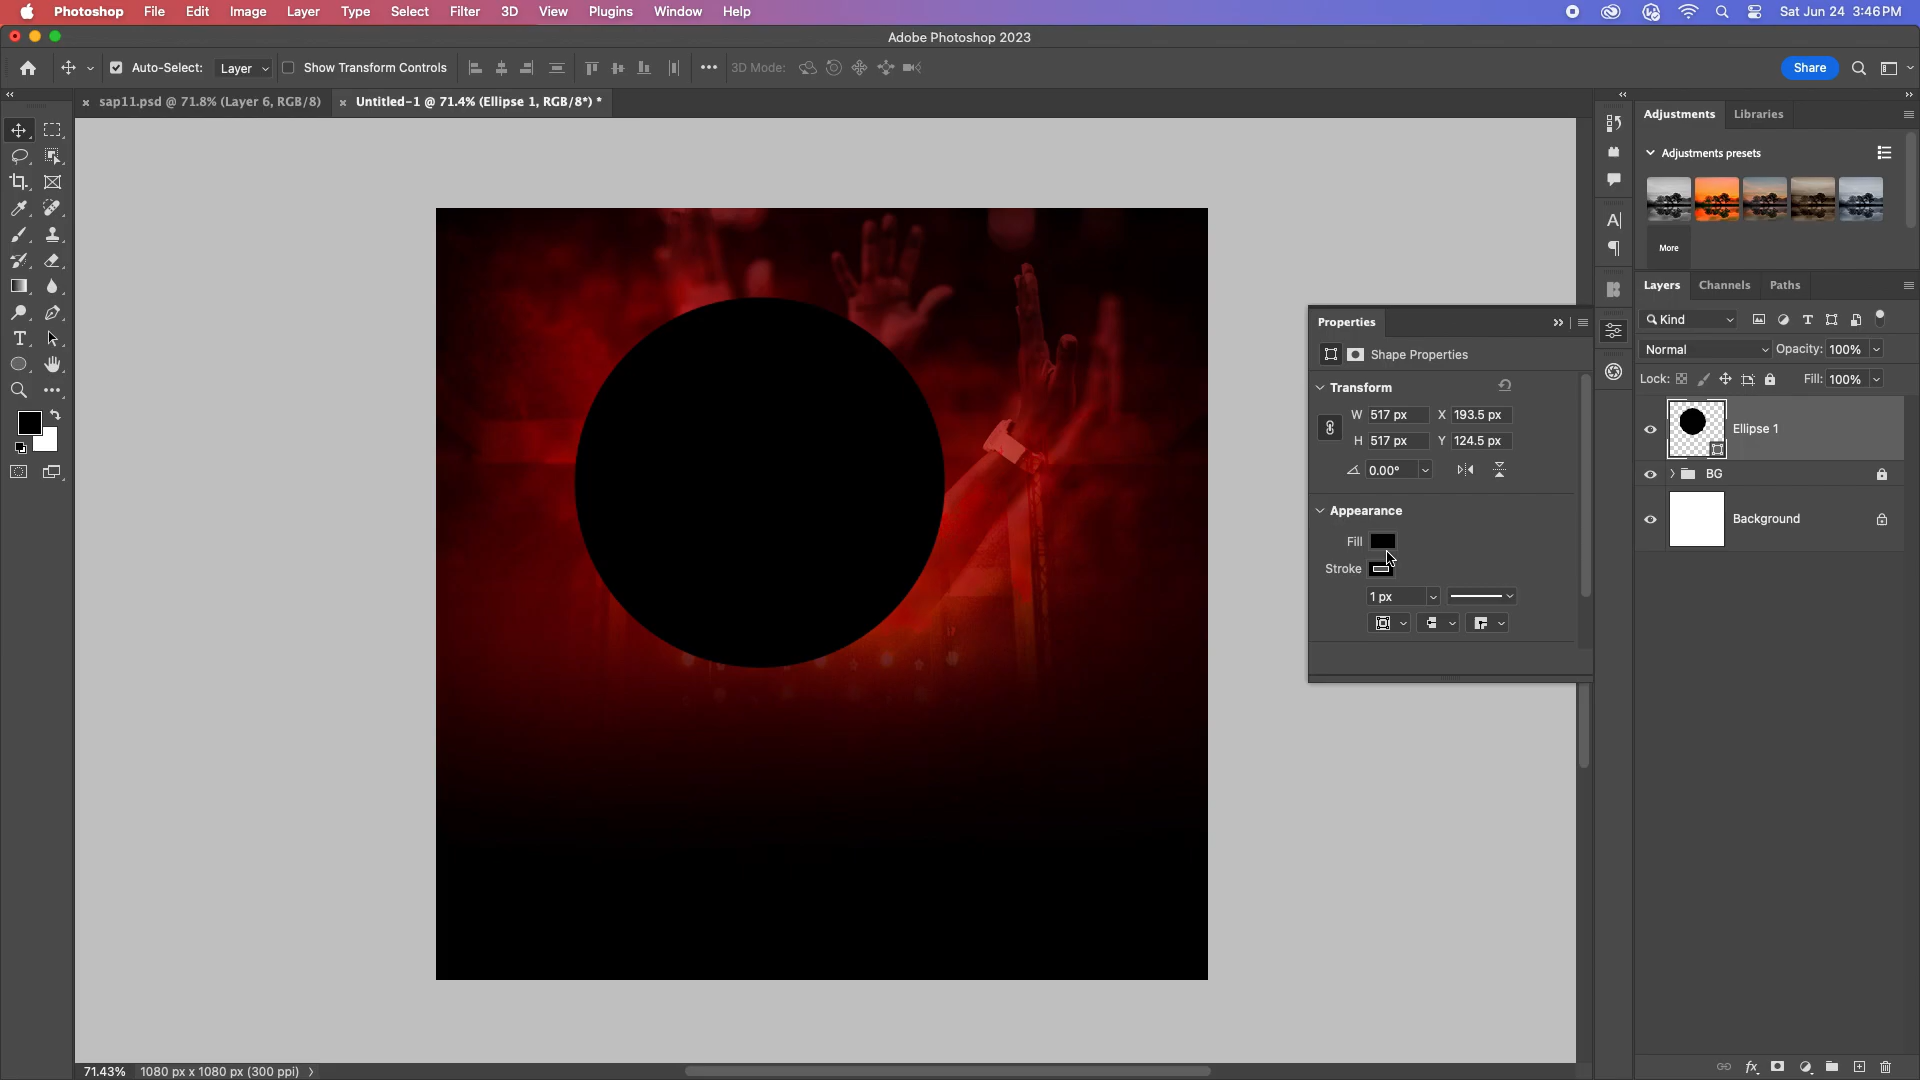 Photoshop File Edit Image Layer Type Select Filter 3D View Plugins Window Help Sat Jun 24 3:46 PM
Adobe Photoshop 2023
Auto-Select: Layer Show Transform Controls 3D Mode: Share
sap11.psd @ 71.8% (Layer 6, RGB/8) Untitled-1 @ 71.4% (Ellipse 1, RGB/8*) *
Adjustments Libraries
Adjustments presets
More
Layers Channels Paths
Kind
Normal Opacity: 100%
Lock: Fill: 100%
Ellipse 1
BG
Background
Properties
Shape Properties
Transform
W 517 px X 193.5 px
H 517 px Y 124.5 px
0.00°
Appearance
Fill
Stroke
1 px
71.43% 1080 px x 1080 px (300 ppi)